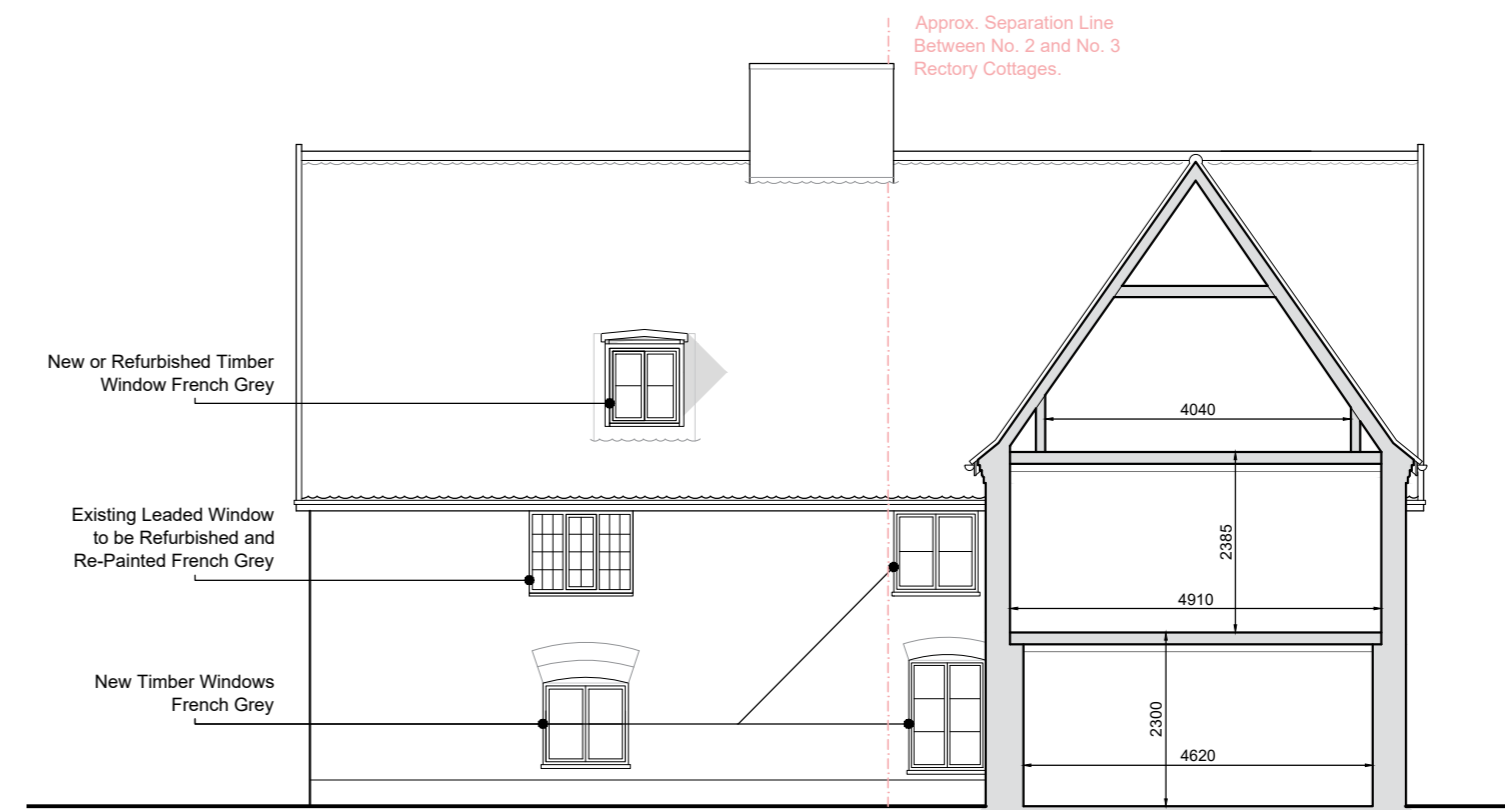 Approx. Separation Line
Between No. 2 and No. 3
Rectory Cottages.
New or Refurbished Timber
Window French Grey
4040
Existing Leaded Window
to be Refurbished and
Re-Painted French Grey
2385
4910
New Timber Windows
French Grey
2300
4620